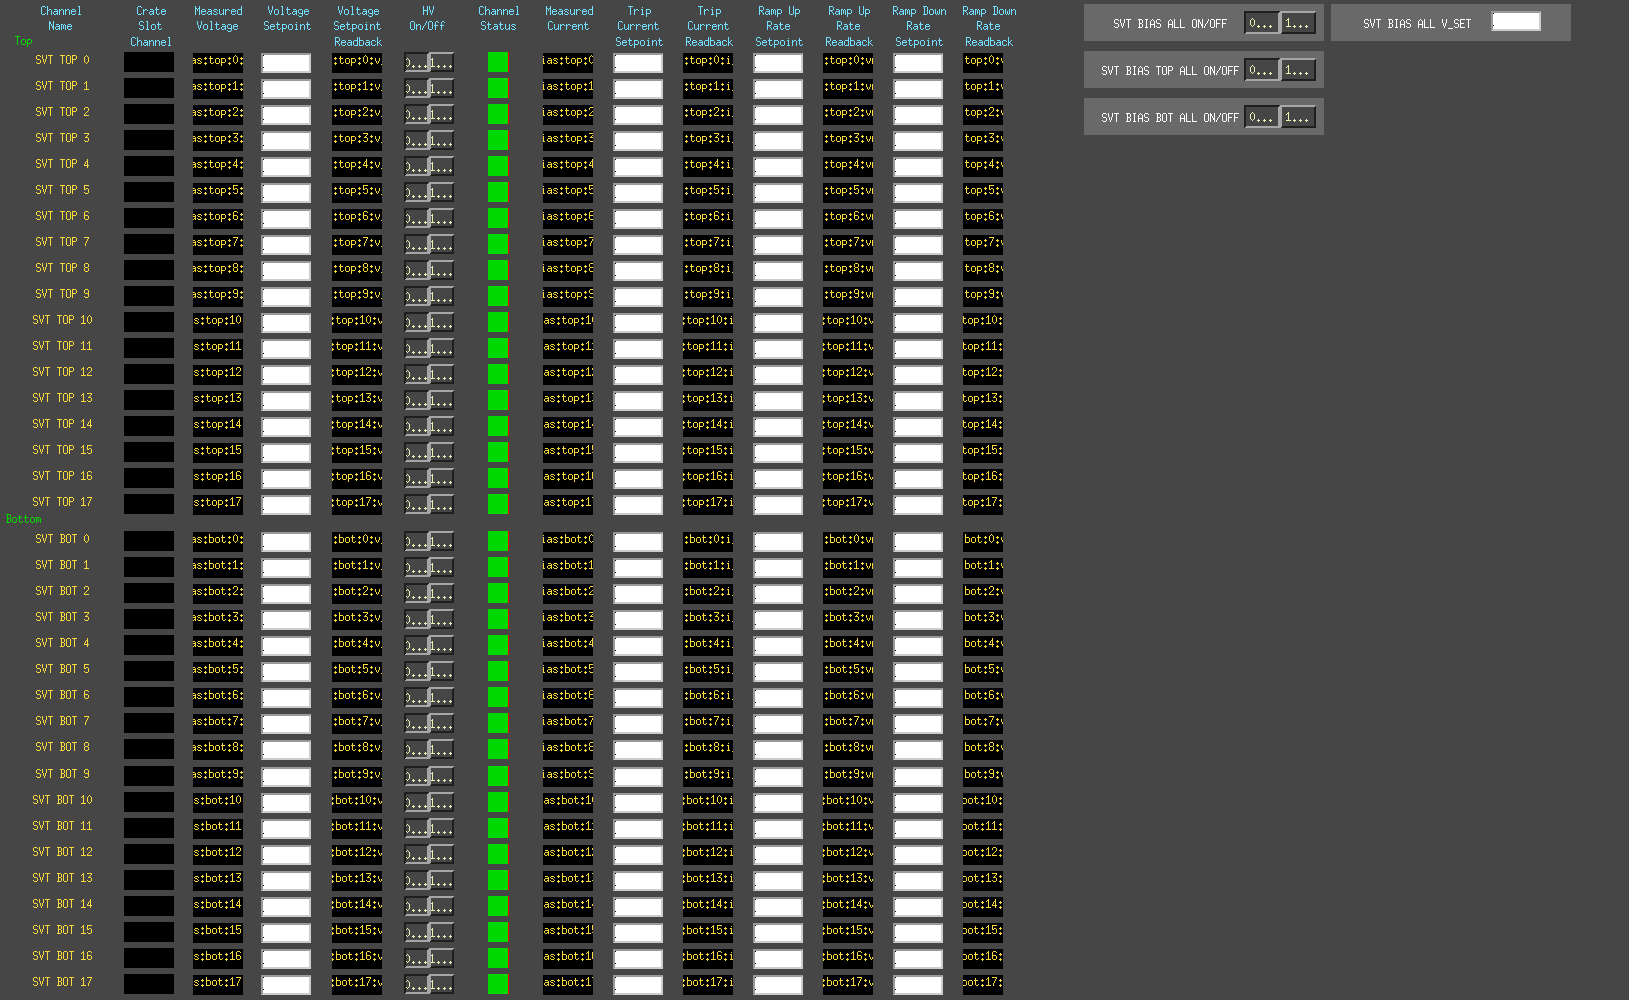 Channel Crate Measured Voltage Voltage HV Channel Measured Trip Trip Ramp Up Ramp Up Ramp Down Ramp Down
Name Slot Voltage Setpoint Setpoint On/Off Status Current Current Current Rate Rate Rate Rate
Channel Readback Setpoint Readback Setpoint Readback Setpoint Readback
SVT BIAS ALL ON/OFF 0... 1... SVT BIAS ALL V_SET
SVT BIAS TOP ALL ON/OFF 0... 1...
SVT BIAS BOT ALL ON/OFF 0... 1...
Top
SVT TOP 0 as:top:0: :top:0:v 0... 1... ias:top:0 :top:0:i :top:0:v top:0:v
SVT TOP 1 as:top:1: :top:1:v 0... 1... ias:top:1 :top:1:i :top:1:v top:1:v
SVT TOP 2 as:top:2: :top:2:v 0... 1... ias:top:2 :top:2:i :top:2:v top:2:v
SVT TOP 3 as:top:3: :top:3:v 0... 1... ias:top:3 :top:3:i :top:3:v top:3:v
SVT TOP 4 as:top:4: :top:4:v 0... 1... ias:top:4 :top:4:i :top:4:v top:4:v
SVT TOP 5 as:top:5: :top:5:v 0... 1... ias:top:5 :top:5:i :top:5:v top:5:v
SVT TOP 6 as:top:6: :top:6:v 0... 1... ias:top:6 :top:6:i :top:6:v top:6:v
SVT TOP 7 as:top:7: :top:7:v 0... 1... ias:top:7 :top:7:i :top:7:v top:7:v
SVT TOP 8 as:top:8: :top:8:v 0... 1... ias:top:8 :top:8:i :top:8:v top:8:v
SVT TOP 9 as:top:9: :top:9:v 0... 1... ias:top:9 :top:9:i :top:9:v top:9:v
SVT TOP 10 s:top:10 :top:10:v 0... 1... as:top:10 :top:10:i :top:10:v top:10:
SVT TOP 11 s:top:11 :top:11:v 0... 1... as:top:11 :top:11:i :top:11:v top:11:
SVT TOP 12 s:top:12 :top:12:v 0... 1... as:top:12 :top:12:i :top:12:v top:12:
SVT TOP 13 s:top:13 :top:13:v 0... 1... as:top:13 :top:13:i :top:13:v top:13:
SVT TOP 14 s:top:14 :top:14:v 0... 1... as:top:14 :top:14:i :top:14:v top:14:
SVT TOP 15 s:top:15 :top:15:v 0... 1... as:top:15 :top:15:i :top:15:v top:15:
SVT TOP 16 s:top:16 :top:16:v 0... 1... as:top:16 :top:16:i :top:16:v top:16:
SVT TOP 17 s:top:17 :top:17:v 0... 1... as:top:17 :top:17:i :top:17:v top:17:
Bottom
SVT BOT 0 as:bot:0: :bot:0:v 0... 1... ias:bot:0 :bot:0:i :bot:0:v bot:0:v
SVT BOT 1 as:bot:1: :bot:1:v 0... 1... ias:bot:1 :bot:1:i :bot:1:v bot:1:v
SVT BOT 2 as:bot:2: :bot:2:v 0... 1... ias:bot:2 :bot:2:i :bot:2:v bot:2:v
SVT BOT 3 as:bot:3: :bot:3:v 0... 1... ias:bot:3 :bot:3:i :bot:3:v bot:3:v
SVT BOT 4 as:bot:4: :bot:4:v 0... 1... ias:bot:4 :bot:4:i :bot:4:v bot:4:v
SVT BOT 5 as:bot:5: :bot:5:v 0... 1... ias:bot:5 :bot:5:i :bot:5:v bot:5:v
SVT BOT 6 as:bot:6: :bot:6:v 0... 1... ias:bot:6 :bot:6:i :bot:6:v bot:6:v
SVT BOT 7 as:bot:7: :bot:7:v 0... 1... ias:bot:7 :bot:7:i :bot:7:v bot:7:v
SVT BOT 8 as:bot:8: :bot:8:v 0... 1... ias:bot:8 :bot:8:i :bot:8:v bot:8:v
SVT BOT 9 as:bot:9: :bot:9:v 0... 1... ias:bot:9 :bot:9:i :bot:9:v bot:9:v
SVT BOT 10 s:bot:10 :bot:10:v 0... 1... as:bot:10 :bot:10:i :bot:10:v bot:10:
SVT BOT 11 s:bot:11 :bot:11:v 0... 1... as:bot:11 :bot:11:i :bot:11:v bot:11:
SVT BOT 12 s:bot:12 :bot:12:v 0... 1... as:bot:12 :bot:12:i :bot:12:v bot:12:
SVT BOT 13 s:bot:13 :bot:13:v 0... 1... as:bot:13 :bot:13:i :bot:13:v bot:13:
SVT BOT 14 s:bot:14 :bot:14:v 0... 1... as:bot:14 :bot:14:i :bot:14:v bot:14:
SVT BOT 15 s:bot:15 :bot:15:v 0... 1... as:bot:15 :bot:15:i :bot:15:v bot:15:
SVT BOT 16 s:bot:16 :bot:16:v 0... 1... as:bot:16 :bot:16:i :bot:16:v bot:16:
SVT BOT 17 s:bot:17 :bot:17:v 0... 1... as:bot:17 :bot:17:i :bot:17:v bot:17: